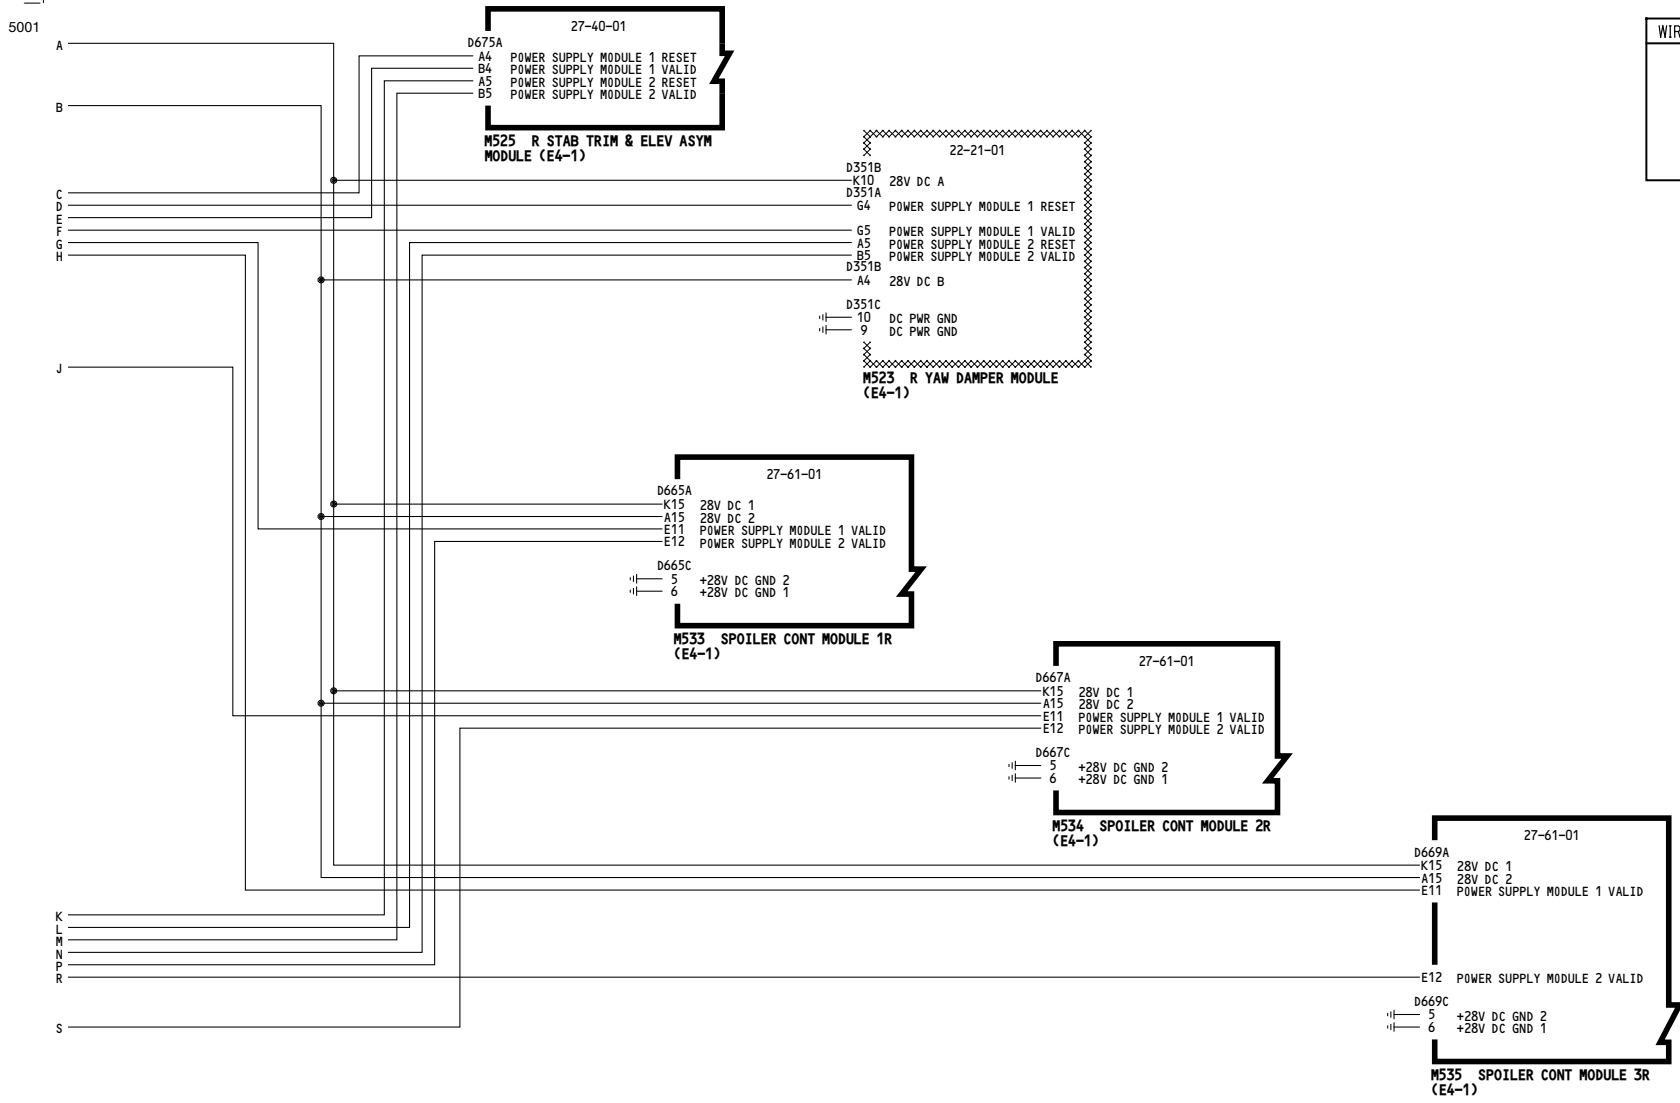 5001
WIR
A
B
C
D
E
F
G
H
J
K
L
M
N
P
R
S
27-40-01
D675A
A4 POWER SUPPLY MODULE 1 RESET
B4 POWER SUPPLY MODULE 1 VALID
A5 POWER SUPPLY MODULE 2 RESET
B5 POWER SUPPLY MODULE 2 VALID
M525 R STAB TRIM & ELEV ASYM
MODULE (E4-1)
22-21-01
D351B
K10 28V DC A
D351A
G4 POWER SUPPLY MODULE 1 RESET
G5 POWER SUPPLY MODULE 1 VALID
A5 POWER SUPPLY MODULE 2 RESET
B5 POWER SUPPLY MODULE 2 VALID
D351B
A4 28V DC B
D351C
10 DC PWR GND
9 DC PWR GND
M523 R YAW DAMPER MODULE
(E4-1)
27-61-01
D665A
K15 28V DC 1
A15 28V DC 2
E11 POWER SUPPLY MODULE 1 VALID
E12 POWER SUPPLY MODULE 2 VALID
D665C
5 +28V DC GND 2
6 +28V DC GND 1
M533 SPOILER CONT MODULE 1R
(E4-1)
27-61-01
D667A
K15 28V DC 1
A15 28V DC 2
E11 POWER SUPPLY MODULE 1 VALID
E12 POWER SUPPLY MODULE 2 VALID
D667C
5 +28V DC GND 2
6 +28V DC GND 1
M534 SPOILER CONT MODULE 2R
(E4-1)
27-61-01
D669A
K15 28V DC 1
A15 28V DC 2
E11 POWER SUPPLY MODULE 1 VALID
E12 POWER SUPPLY MODULE 2 VALID
D669C
5 +28V DC GND 2
6 +28V DC GND 1
M535 SPOILER CONT MODULE 3R
(E4-1)